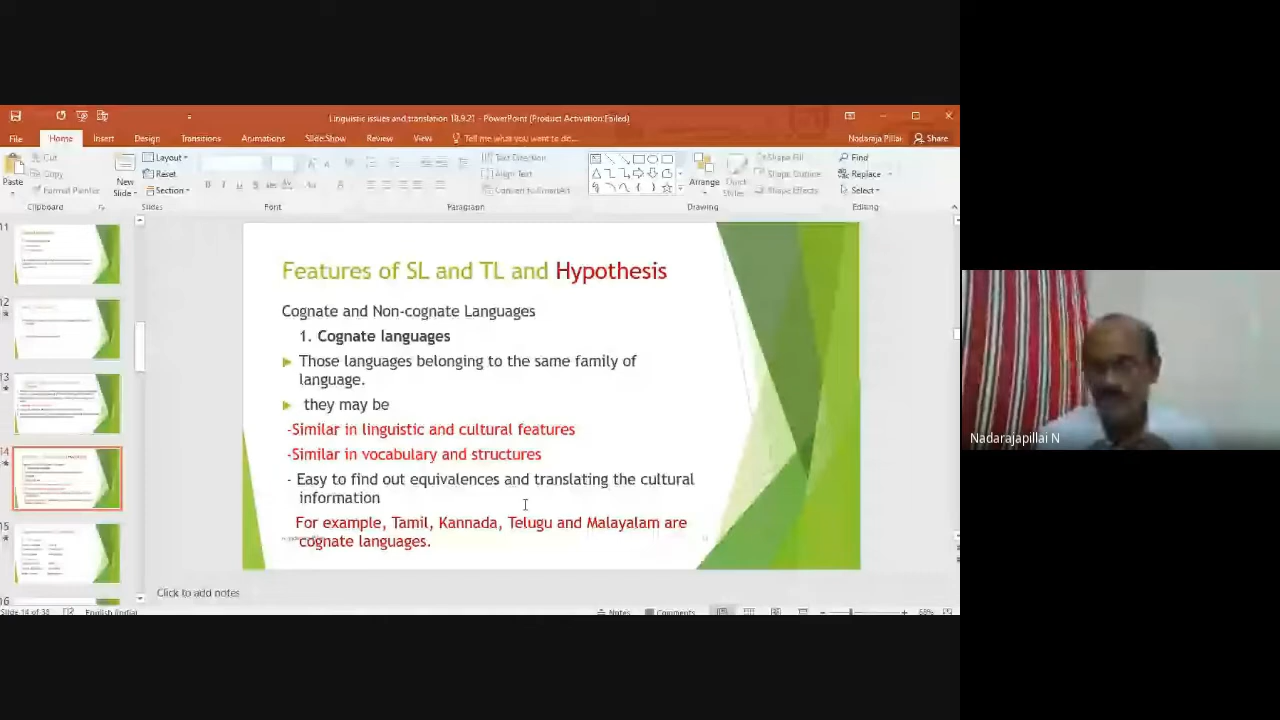 Linguistic issues and translation 18.9.21 - PowerPoint (Product Activation Failed)
File Home Insert Design Transitions Animations Slide Show Review View Tell me what you want to do... Nadaraja Pillai Share
Paste
Cut
Copy
Format Painter
New Slide
Layout
Reset
Section
Text Direction
Align Text
Convert to SmartArt
Arrange
Quick Styles
Shape Fill
Shape Outline
Shape Effects
Find
Replace
Select
Clipboard Slides Font Paragraph Drawing Editing
11
12
13
14
15
16
Features of SL and TL and Hypothesis
Cognate and Non-cognate Languages
1. Cognate languages
Those languages belonging to the same family of
language.
they may be
-Similar in linguistic and cultural features
-Similar in vocabulary and structures
- Easy to find out equivalences and translating the cultural
information
For example, Tamil, Kannada, Telugu and Malayalam are
cognate languages.
Click to add notes
Slide 14 of 38 English (India) Notes Comments 68%
Nadarajapillai N